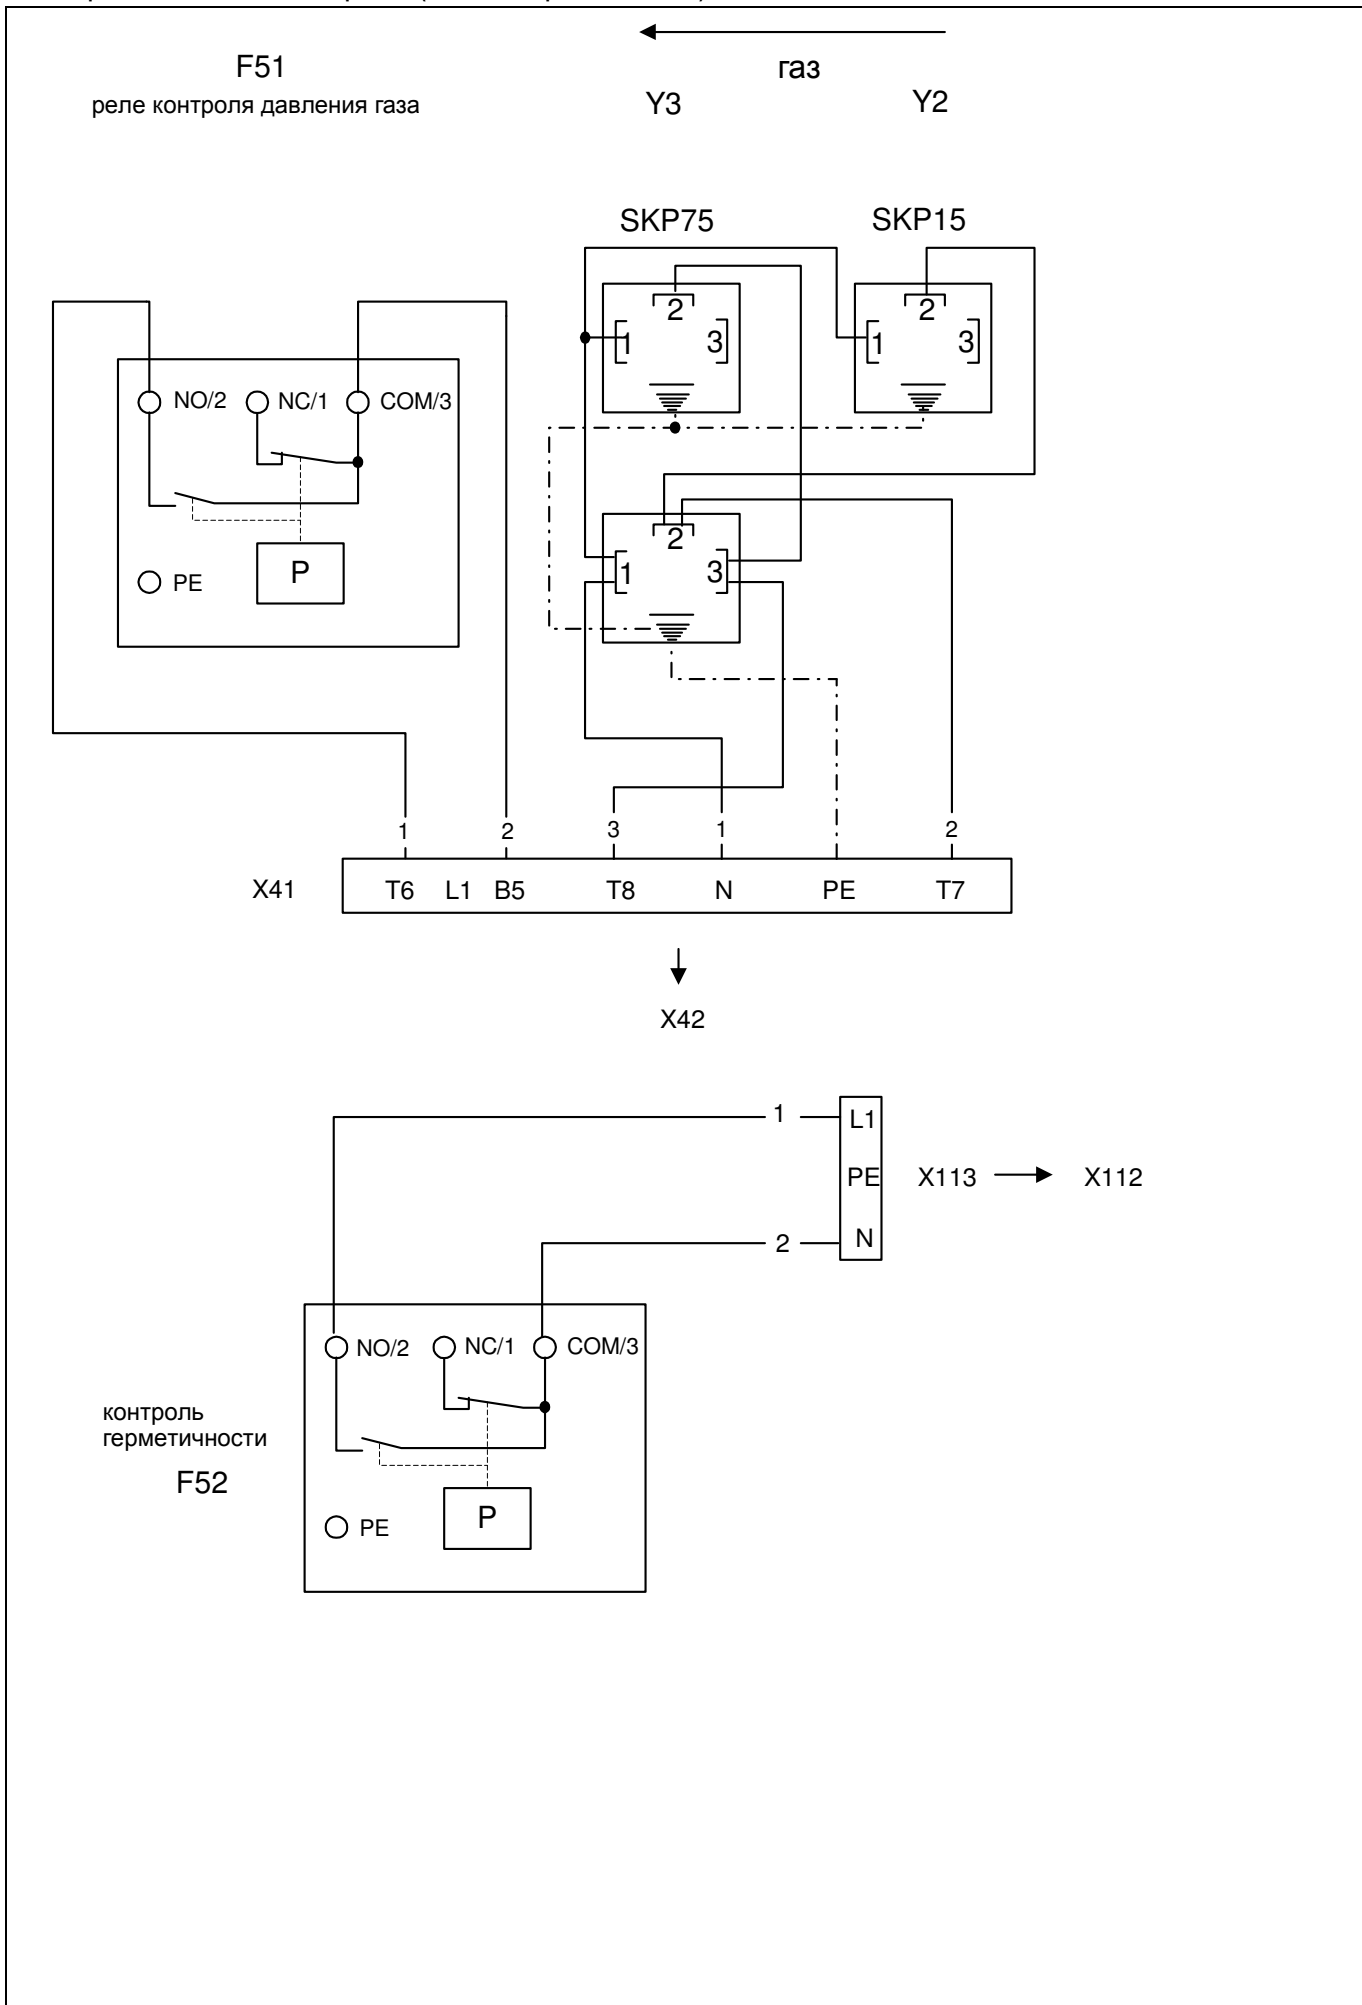 F51
реле контроля давления газа
газ
Y3
Y2
SKP75
SKP15
2
1
3
2
1
3
NO/2
NC/1
COM/3
P
PE
2
1
3
1
2
3
1
2
X41
T6
L1
B5
T8
N
PE
T7
X42
1
L1
PE
X113
X112
2
N
NO/2
NC/1
COM/3
контроль
герметичности
F52
P
PE